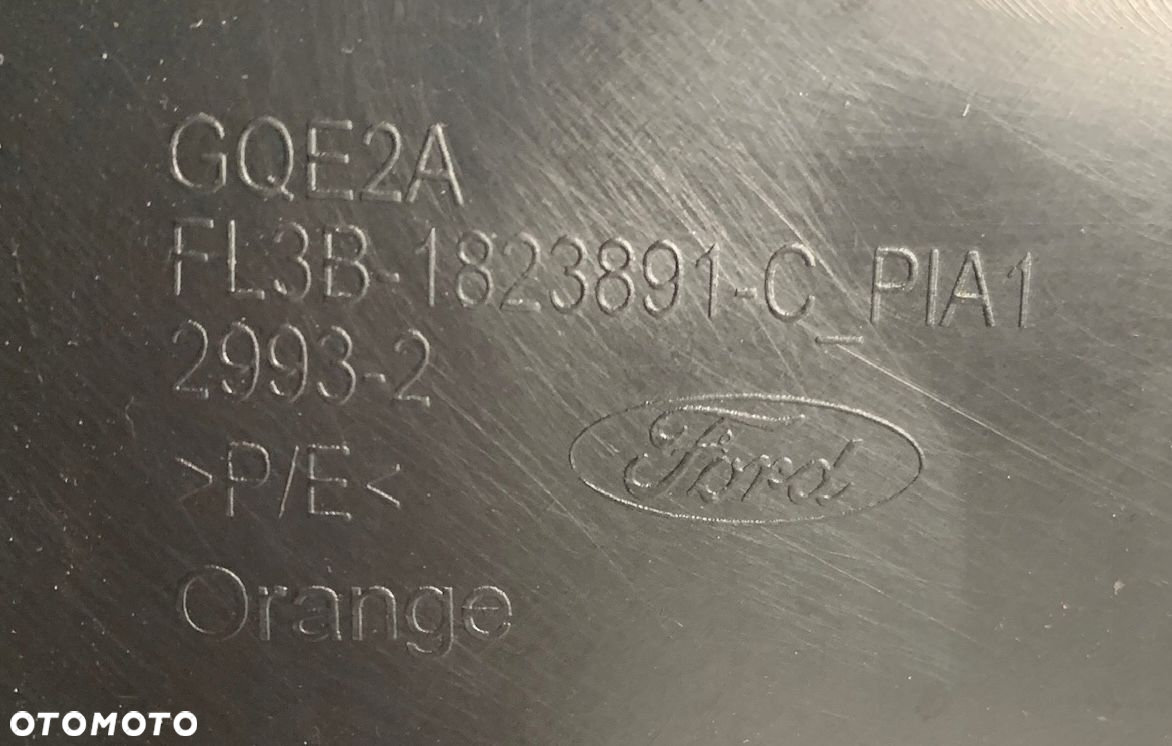 GQE2A
FL3B-1823891-C_PIA1
2993-2
>P/E<
Ford
Orange
OTOMOTO